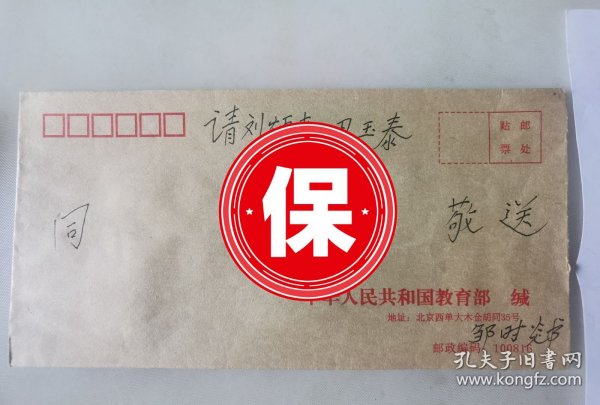 请刘 玉泰
贴邮
票处
保
同
敬送
中华人民共和国教育部 缄
地址：北京西单大木仓胡同35号
邹时炎
邮政编码：100816
孔夫子旧书网
www.kongfz.com